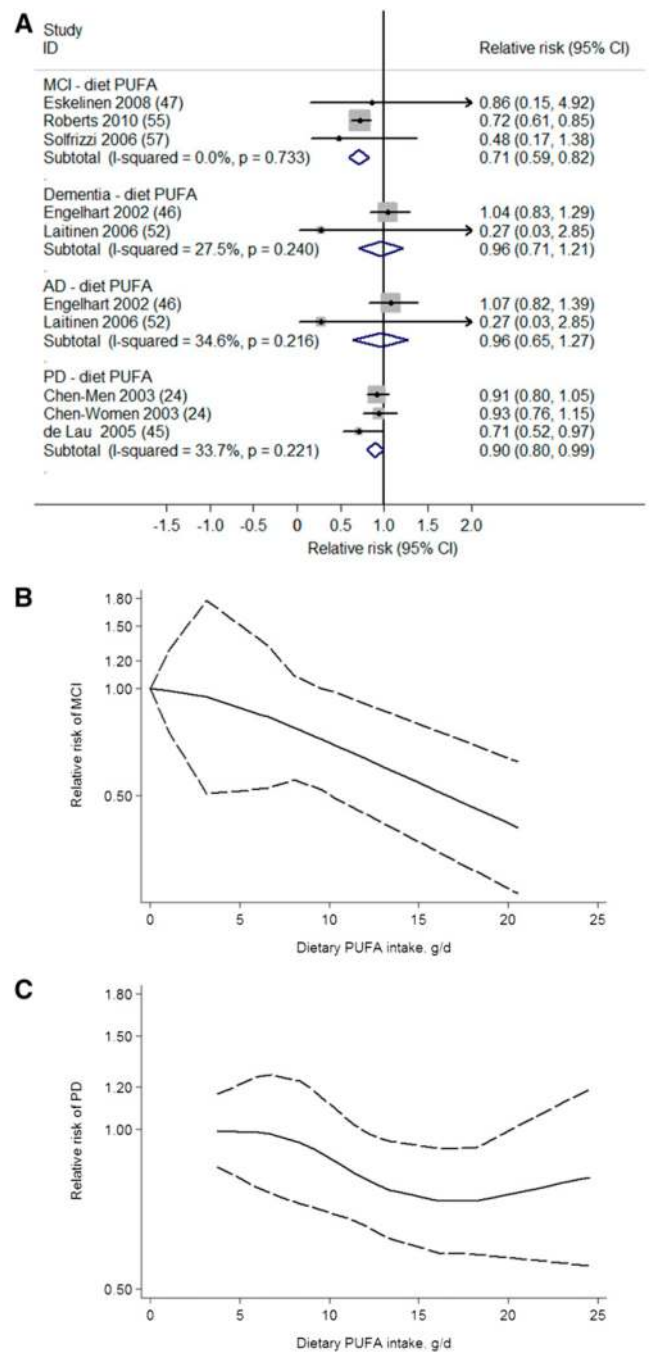 A
Study
ID
Relative risk (95% CI)
MCI - diet PUFA
Eskelinen 2008 (47) 0.86 (0.15, 4.92)
Roberts 2010 (55) 0.72 (0.61, 0.85)
Solfrizzi 2006 (57) 0.48 (0.17, 1.38)
Subtotal (I-squared = 0.0%, p = 0.733) 0.71 (0.59, 0.82)
.
Dementia - diet PUFA
Engelhart 2002 (46) 1.04 (0.83, 1.29)
Laitinen 2006 (52) 0.27 (0.03, 2.85)
Subtotal (I-squared = 27.5%, p = 0.240) 0.96 (0.71, 1.21)
.
AD - diet PUFA
Engelhart 2002 (46) 1.07 (0.82, 1.39)
Laitinen 2006 (52) 0.27 (0.03, 2.85)
Subtotal (I-squared = 34.6%, p = 0.216) 0.96 (0.65, 1.27)
.
PD - diet PUFA
Chen-Men 2003 (24) 0.91 (0.80, 1.05)
Chen-Women 2003 (24) 0.93 (0.76, 1.15)
de Lau 2005 (45) 0.71 (0.52, 0.97)
Subtotal (I-squared = 33.7%, p = 0.221) 0.90 (0.80, 0.99)
.
-1.5 -1.0 -0.5 0 0.5 1.0 1.5 2.0
Relative risk (95% CI)
B
1.80
1.50
1.20
1.00
0.50
Relative risk of MCI
0 5 10 15 20 25
Dietary PUFA intake. g/d
C
1.80
1.50
1.20
1.00
0.50
Relative risk of PD
0 5 10 15 20 25
Dietary PUFA intake. g/d